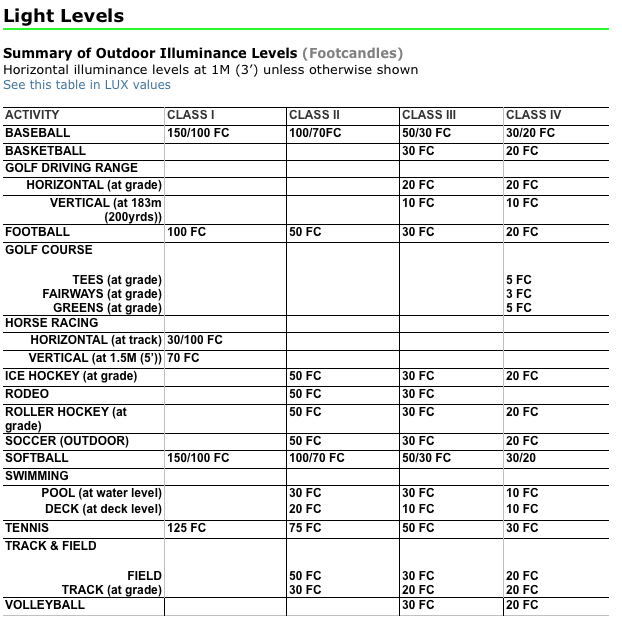 Light Levels
Summary of Outdoor Illuminance Levels (Footcandles)
Horizontal illuminance levels at 1M (3’) unless otherwise shown
See this table in LUX values
ACTIVITY CLASS I CLASS II CLASS III CLASS IV
BASEBALL 150/100 FC 100/70FC 50/30 FC 30/20 FC
BASKETBALL 30 FC 20 FC
GOLF DRIVING RANGE
HORIZONTAL (at grade) 20 FC 20 FC
VERTICAL (at 183m 10 FC 10 FC
(200yrds))
FOOTBALL 100 FC 50 FC 30 FC 20 FC
GOLF COURSE
TEES (at grade) 5 FC
FAIRWAYS (at grade) 3 FC
GREENS (at grade) 5 FC
HORSE RACING
HORIZONTAL (at track) 30/100 FC
VERTICAL (at 1.5M (5')) 70 FC
ICE HOCKEY (at grade) 50 FC 30 FC 20 FC
RODEO 50 FC 30 FC
ROLLER HOCKEY (at 50 FC 30 FC 20 FC
grade)
SOCCER (OUTDOOR) 50 FC 30 FC 20 FC
SOFTBALL 150/100 FC 100/70 FC 50/30 FC 30/20
SWIMMING
POOL (at water level) 30 FC 30 FC 10 FC
DECK (at deck level) 20 FC 10 FC 10 FC
TENNIS 125 FC 75 FC 50 FC 30 FC
TRACK & FIELD
FIELD 50 FC 30 FC 20 FC
TRACK (at grade) 30 FC 20 FC 20 FC
VOLLEYBALL 30 FC 20 FC